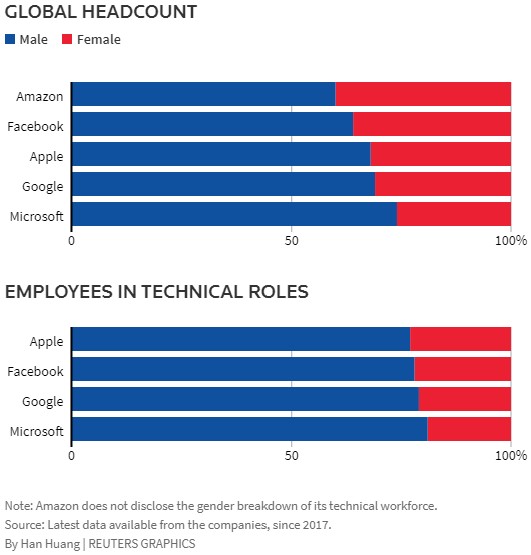 GLOBAL HEADCOUNT
Male Female
Amazon
Facebook
Apple
Google
Microsoft
0 50 100%
EMPLOYEES IN TECHNICAL ROLES
Apple
Facebook
Google
Microsoft
0 50 100%
Note: Amazon does not disclose the gender breakdown of its technical workforce.
Source: Latest data available from the companies, since 2017.
By Han Huang | REUTERS GRAPHICS